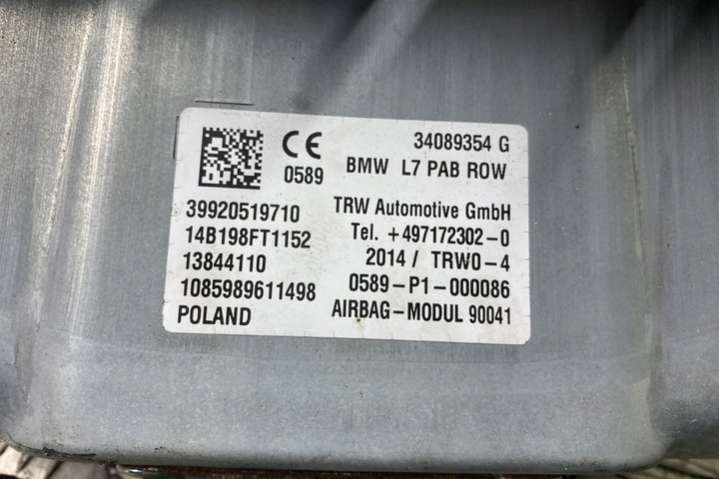 CE 34089354 G
0589 BMW L7 PAB ROW
39920519710 TRW Automotive GmbH
14B198FT1152 Tel. +497172302-0
13844110 2014 / TRW0-4
1085989611498 0589-P1-000086
POLAND AIRBAG-MODUL 90041